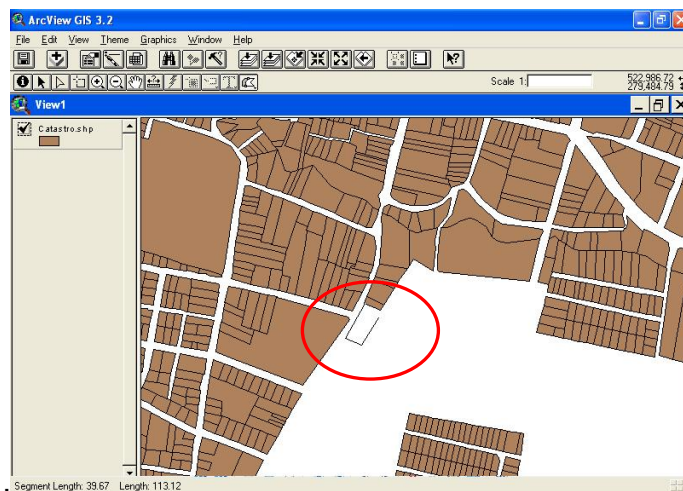 ArcView GIS 3.2
File Edit View Theme Graphics Window Help
Scale 1:
522,986.72
279,484.79
View1
Catastro.shp
Segment Length: 39.67 Length: 113.12